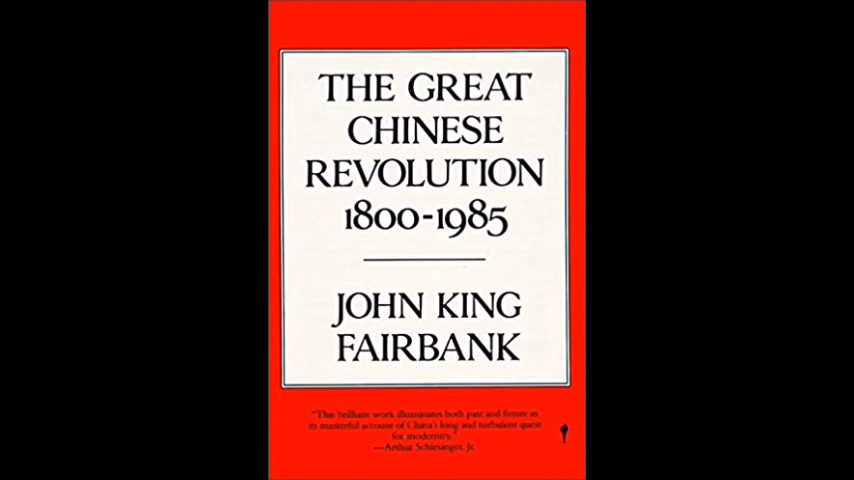 THE GREAT
CHINESE
REVOLUTION
1800-1985
JOHN KING
FAIRBANK
"This brilliant work illuminates both past and future in
its masterful account of China's long and turbulent quest
for modernity."
—Arthur Schlesinger, Jr.